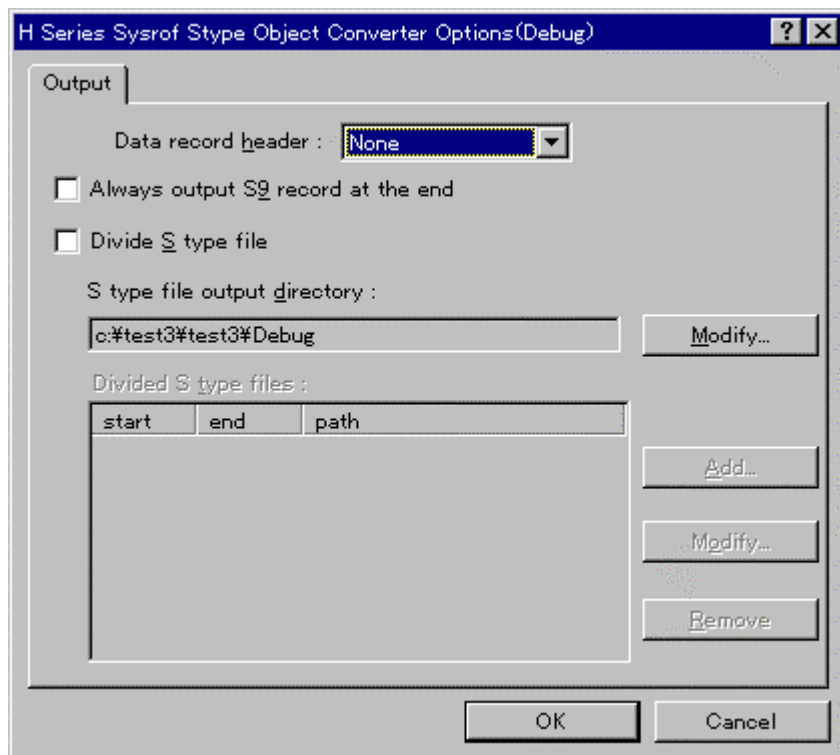 H Series Sysrof Stype Object Converter Options(Debug)
Output
Data record header : None
Always output S9 record at the end
Divide S type file
S type file output directory :
c:¥test3¥test3¥Debug Modify...
Divided S type files :
start end path
Add...
Modify...
Remove
OK Cancel